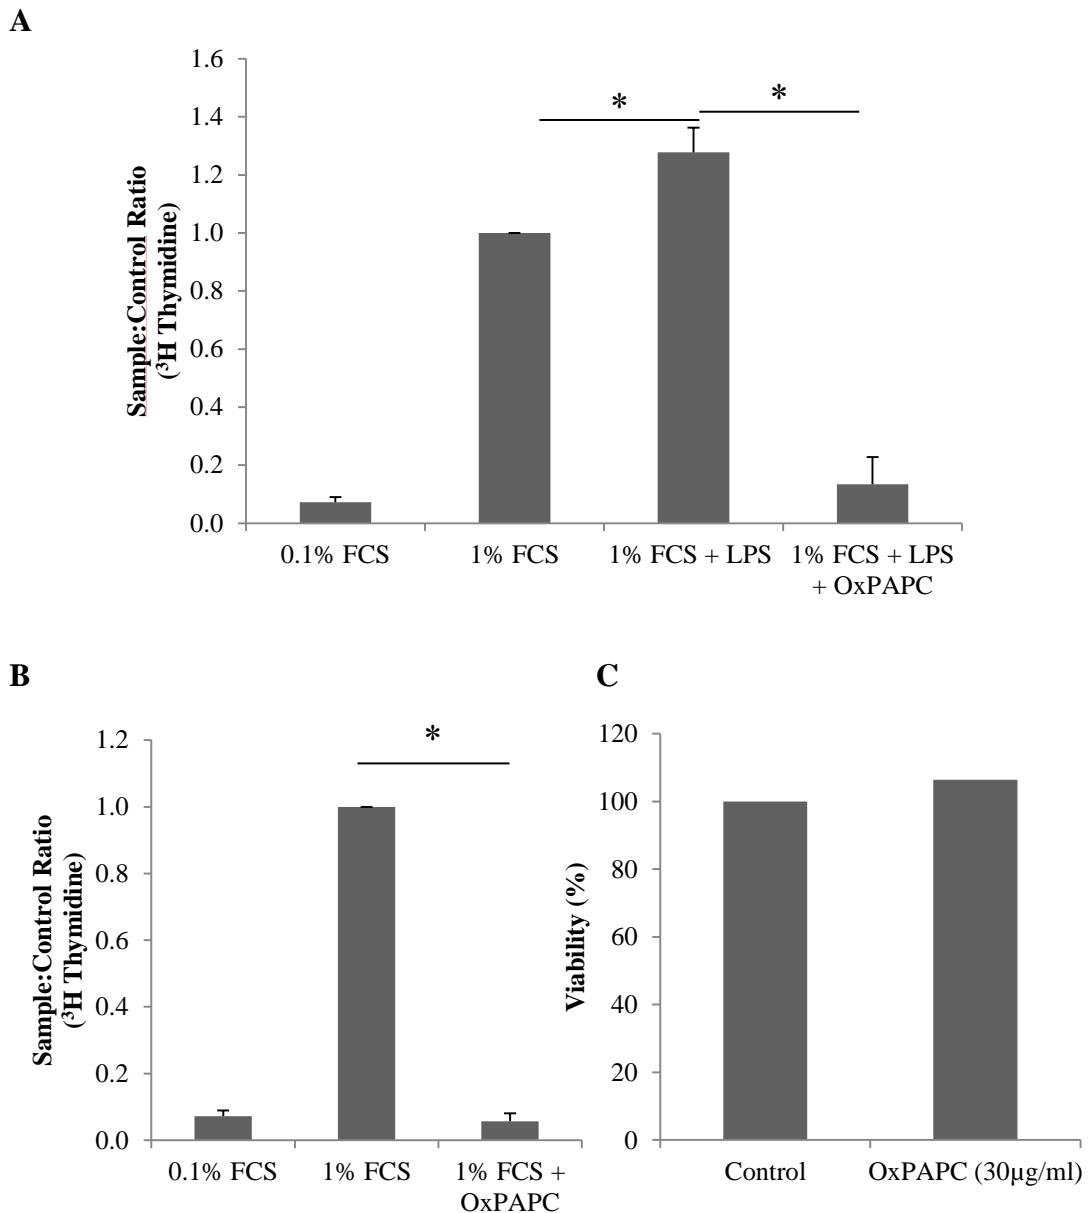 A
1.6
1.4
1.2
1.0
0.8
0.6
0.4
0.2
0.0
Sample:Control Ratio
(³H Thymidine)
*
*
0.1% FCS
1% FCS
1% FCS + LPS
1% FCS + LPS
+ OxPAPC
B
1.2
1.0
0.8
0.6
0.4
0.2
0.0
Sample:Control Ratio
(³H Thymidine)
*
0.1% FCS
1% FCS
1% FCS +
OxPAPC
C
120
100
80
60
40
20
0
Viability (%)
Control
OxPAPC (30µg/ml)